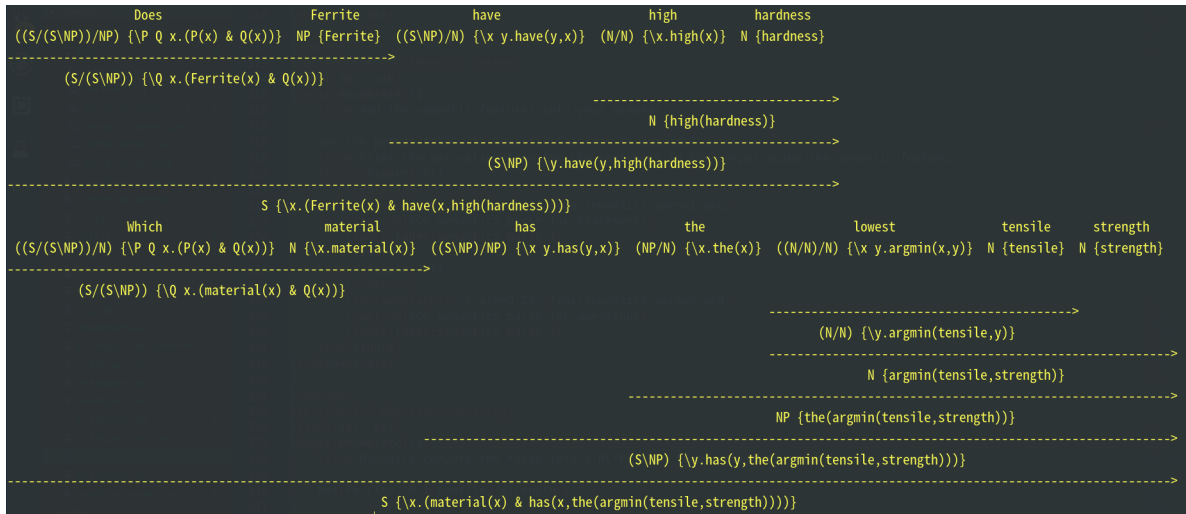 Does Ferrite have high hardness
((S/(S\NP))/NP) {\P Q x.(P(x) & Q(x))} NP {Ferrite} ((S\NP)/N) {\x y.have(y,x)} (N/N) {\x.high(x)} N {hardness}
------------------------------------------------------>
(S/(S\NP)) {\Q x.(Ferrite(x) & Q(x))}
---------------------------------->
N {high(hardness)}
---------------------------------------------------------------->
(S\NP) {\y.have(y,high(hardness))}
---------------------------------------------------------------------------------------------------------------------->
S {\x.(Ferrite(x) & have(x,high(hardness)))}
Which material has the lowest tensile strength
((S/(S\NP))/N) {\P Q x.(P(x) & Q(x))} N {\x.material(x)} ((S\NP)/NP) {\x y.has(y,x)} (NP/N) {\x.the(x)} ((N/N)/N) {\x y.argmin(x,y)} N {tensile} N {strength}
----------------------------------------------------------->
(S/(S\NP)) {\Q x.(material(x) & Q(x))}
------------------------------------------->
(N/N) {\y.argmin(tensile,y)}
--------------------------------------------------------->
N {argmin(tensile,strength)}
----------------------------------------------------------------------------->
NP {the(argmin(tensile,strength))}
----------------------------------------------------------------------------------------------------------->
(S\NP) {\y.has(y,the(argmin(tensile,strength)))}
---------------------------------------------------------------------------------------------------------------------------------------------------------------------->
S {\x.(material(x) & has(x,the(argmin(tensile,strength))))}